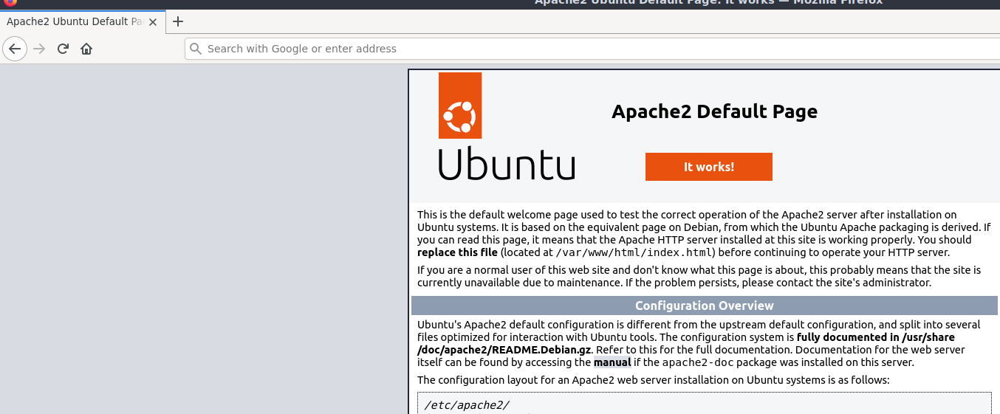 Apache2 Ubuntu Default Page: It works — Mozilla Firefox
Apache2 Ubuntu Default Pa
Search with Google or enter address
Ubuntu
Apache2 Default Page
It works!
This is the default welcome page used to test the correct operation of the Apache2 server after installation on
Ubuntu systems. It is based on the equivalent page on Debian, from which the Ubuntu Apache packaging is derived. If
you can read this page, it means that the Apache HTTP server installed at this site is working properly. You should
replace this file (located at /var/www/html/index.html) before continuing to operate your HTTP server.
If you are a normal user of this web site and don't know what this page is about, this probably means that the site is
currently unavailable due to maintenance. If the problem persists, please contact the site's administrator.
Configuration Overview
Ubuntu's Apache2 default configuration is different from the upstream default configuration, and split into several
files optimized for interaction with Ubuntu tools. The configuration system is fully documented in /usr/share
/doc/apache2/README.Debian.gz. Refer to this for the full documentation. Documentation for the web server
itself can be found by accessing the manual if the apache2-doc package was installed on this server.
The configuration layout for an Apache2 web server installation on Ubuntu systems is as follows:
/etc/apache2/